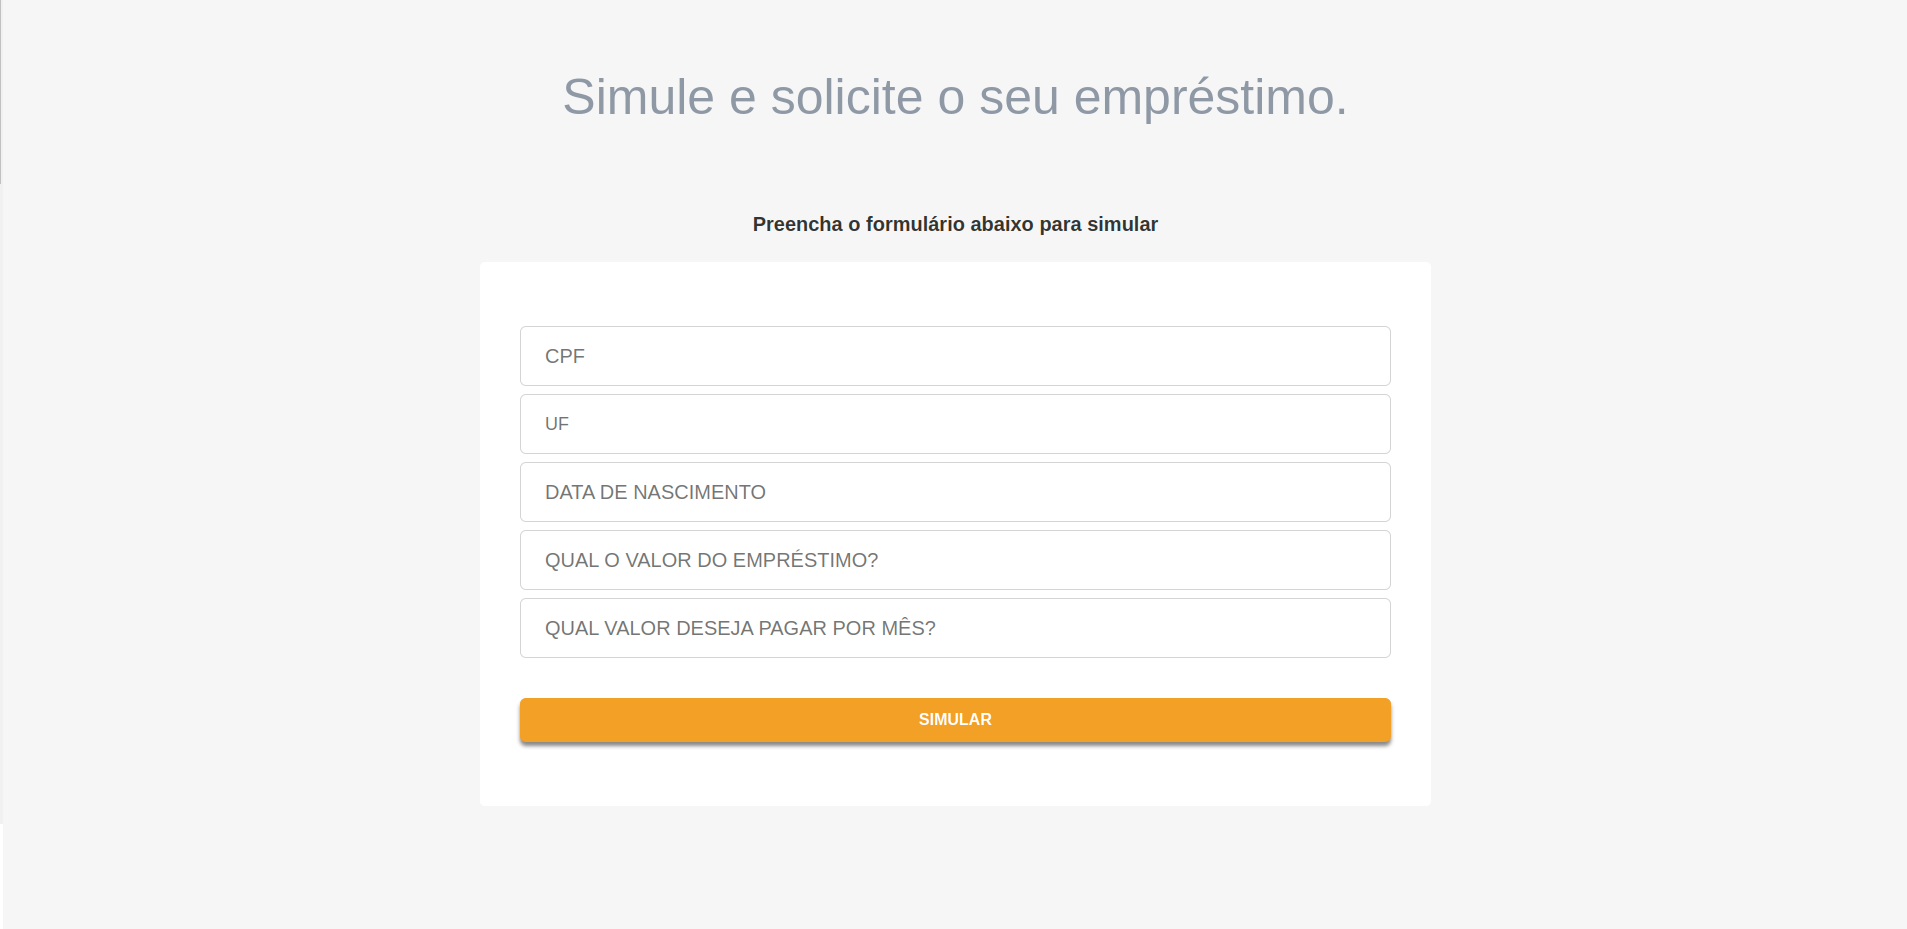 Simule e solicite o seu empréstimo.
Preencha o formulário abaixo para simular
CPF
UF
DATA DE NASCIMENTO
QUAL O VALOR DO EMPRÉSTIMO?
QUAL VALOR DESEJA PAGAR POR MÊS?
SIMULAR